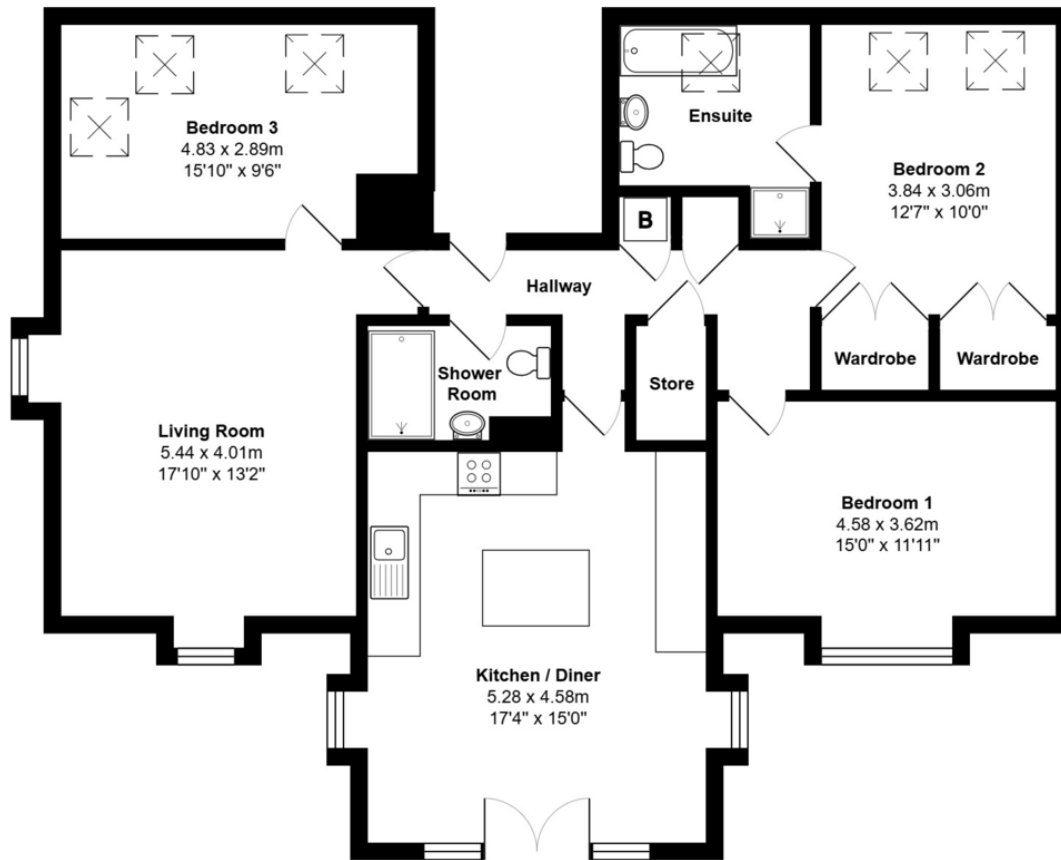 Bedroom 3
4.83 x 2.89m
15'10" x 9'6"
Ensuite
Bedroom 2
3.84 x 3.06m
12'7" x 10'0"
B
Hallway
Shower
Room
Store
Wardrobe
Wardrobe
Living Room
5.44 x 4.01m
17'10" x 13'2"
Bedroom 1
4.58 x 3.62m
15'0" x 11'11"
Kitchen / Diner
5.28 x 4.58m
17'4" x 15'0"